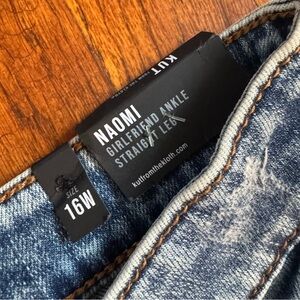 KUT
NAOMI
GIRLFRIEND ANKLE
STRAIGHT LEG
kutfromthekloth.com
SIZE
16W